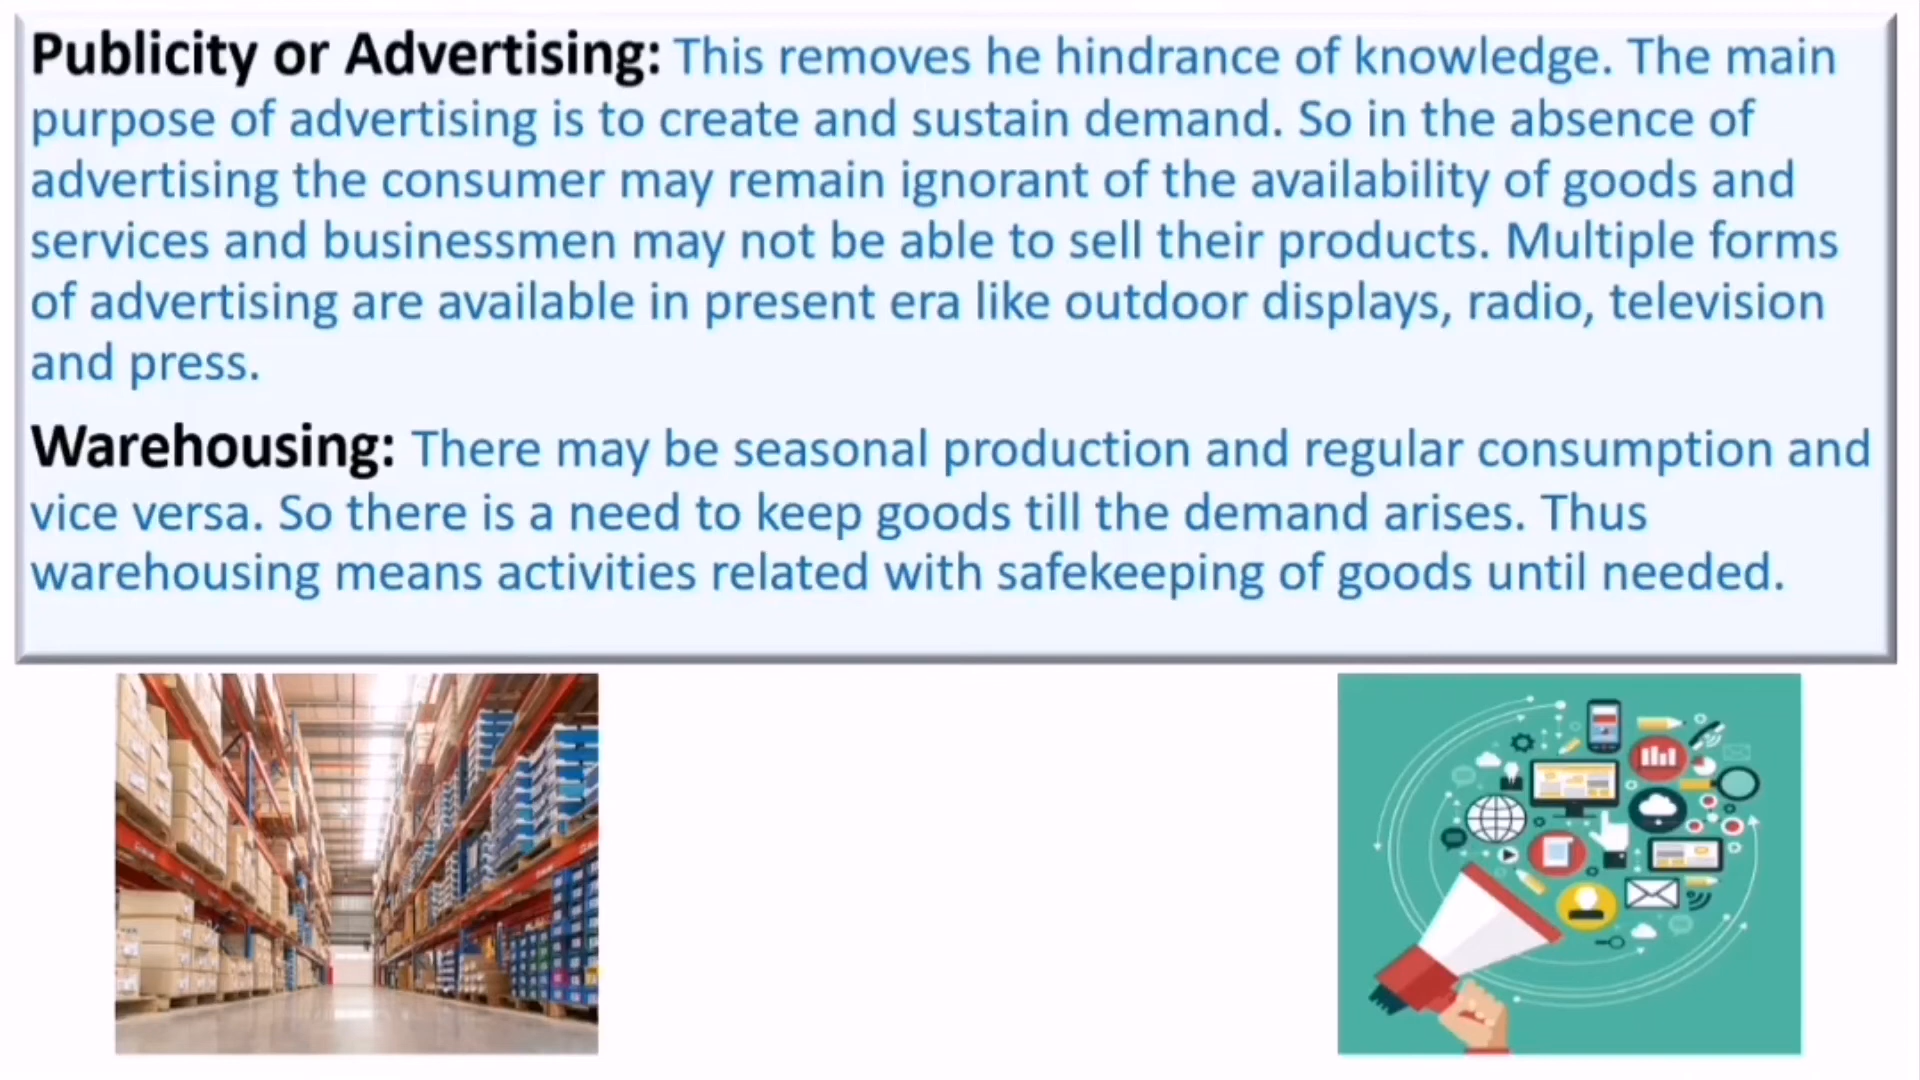 Publicity or Advertising: This removes he hindrance of knowledge. The main
purpose of advertising is to create and sustain demand. So in the absence of
advertising the consumer may remain ignorant of the availability of goods and
services and businessmen may not be able to sell their products. Multiple forms
of advertising are available in present era like outdoor displays, radio, television
and press.
Warehousing: There may be seasonal production and regular consumption and
vice versa. So there is a need to keep goods till the demand arises. Thus
warehousing means activities related with safekeeping of goods until needed.